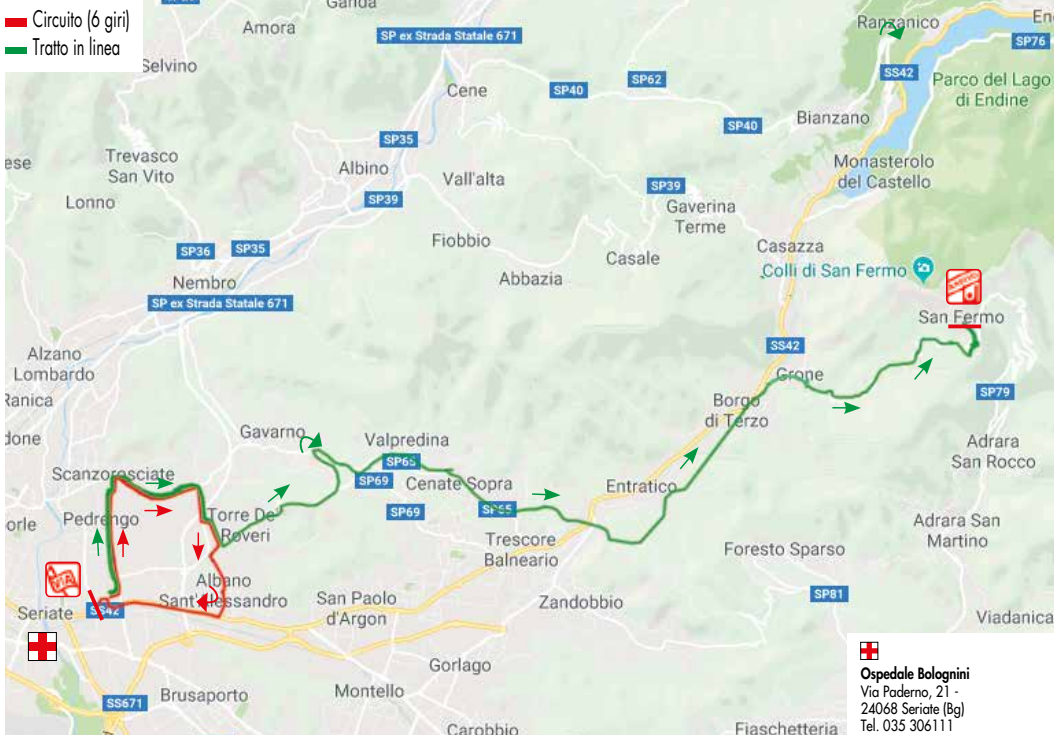 Circuito (6 giri)
Tratto in linea
Ganda
Amora
SP ex Strada Statale 671
Ranzanico
SP76
Selvino
Cene
SP40
SP62
SS42
Parco del Lago
di Endine
SP40
Bianzano
ese
Trevasco
San Vito
SP35
Albino
Vall'alta
SP39
SP39
Monasterolo
del Castello
Lonno
Gaverina
Terme
SP36
SP35
Fiobbio
Casale
Casazza
Nembro
Abbazia
Colli di San Fermo
SP ex Strada Statale 671
San Fermo
Alzano
Lombardo
SS42
Grone
Ranica
SP79
Borgo
di Terzo
done
Gavarno
Valpredina
SP65
Adrara
San Rocco
Scanzorosciate
SP69
Cenate Sopra
Entratico
orle
Pedrengo
Torre De'
Roveri
SP69
SP65
Trescore
Balneario
Adrara San
Martino
Foresto Sparso
VIA
Albano
Sant'Alessandro
San Paolo
d'Argon
Zandobbio
SP81
Seriate
SS42
Viadanica
Gorlago
Brusaporto
Montello
SS671
Carobbio
Fiaschetteria
Ospedale Bolognini
Via Paderno, 21 -
24068 Seriate (Bg)
Tel. 035 306111